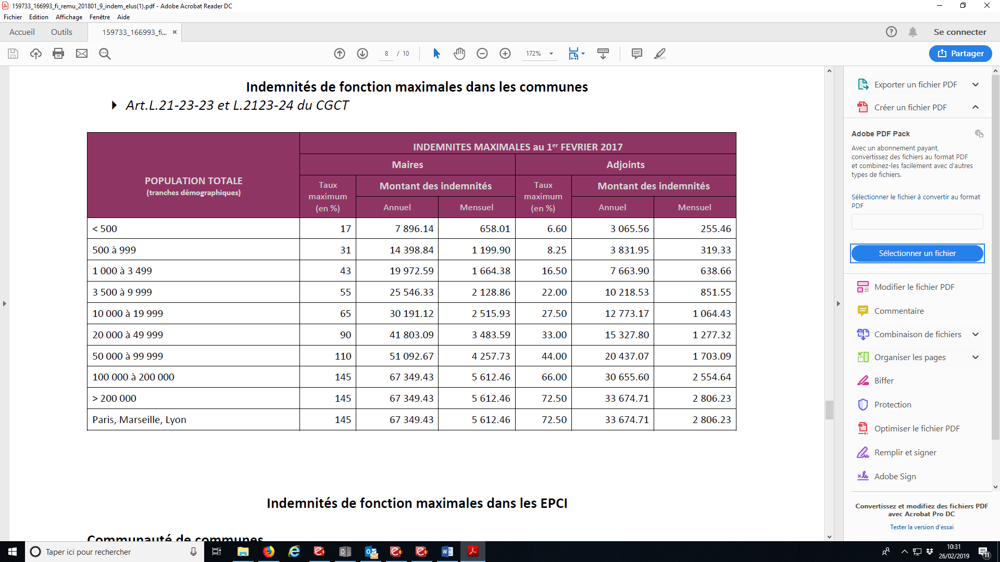 159733_166993_fi_remu_201801_9_indem_elus(1).pdf - Adobe Acrobat Reader DC
Fichier Edition Affichage Fenêtre Aide
Accueil Outils 159733_166993_fi... × Se connecter
8 / 10 172% Partager
Indemnités de fonction maximales dans les communes
Art.L.21-23-23 et L.2123-24 du CGCT
INDEMNITES MAXIMALES au 1er FEVRIER 2017
POPULATION TOTALE
(tranches démographiques)
Maires Adjoints
Taux maximum (en %) Montant des indemnités Taux maximum (en %) Montant des indemnités
Annuel Mensuel Annuel Mensuel
< 500 17 7 896.14 658.01 6.60 3 065.56 255.46
500 à 999 31 14 398.84 1 199.90 8.25 3 831.95 319.33
1 000 à 3 499 43 19 972.59 1 664.38 16.50 7 663.90 638.66
3 500 à 9 999 55 25 546.33 2 128.86 22.00 10 218.53 851.55
10 000 à 19 999 65 30 191.12 2 515.93 27.50 12 773.17 1 064.43
20 000 à 49 999 90 41 803.09 3 483.59 33.00 15 327.80 1 277.32
50 000 à 99 999 110 51 092.67 4 257.73 44.00 20 437.07 1 703.09
100 000 à 200 000 145 67 349.43 5 612.46 66.00 30 655.60 2 554.64
> 200 000 145 67 349.43 5 612.46 72.50 33 674.71 2 806.23
Paris, Marseille, Lyon 145 67 349.43 5 612.46 72.50 33 674.71 2 806.23
Indemnités de fonction maximales dans les EPCI
Communauté de communes
Exporter un fichier PDF
Créer un fichier PDF
Adobe PDF Pack
Avec un abonnement payant,
convertissez des fichiers au format PDF
et combinez-les facilement avec d'autres
types de fichiers.
Sélectionner le fichier à convertir au format
PDF
Sélectionner un fichier
Modifier le fichier PDF
Commentaire
Combinaison de fichiers
Organiser les pages
Biffer
Protection
Optimiser le fichier PDF
Remplir et signer
Adobe Sign
Convertissez et modifiez des fichiers PDF
avec Acrobat Pro DC
Tester la version d'essai
Taper ici pour rechercher
10:31
26/02/2019
11